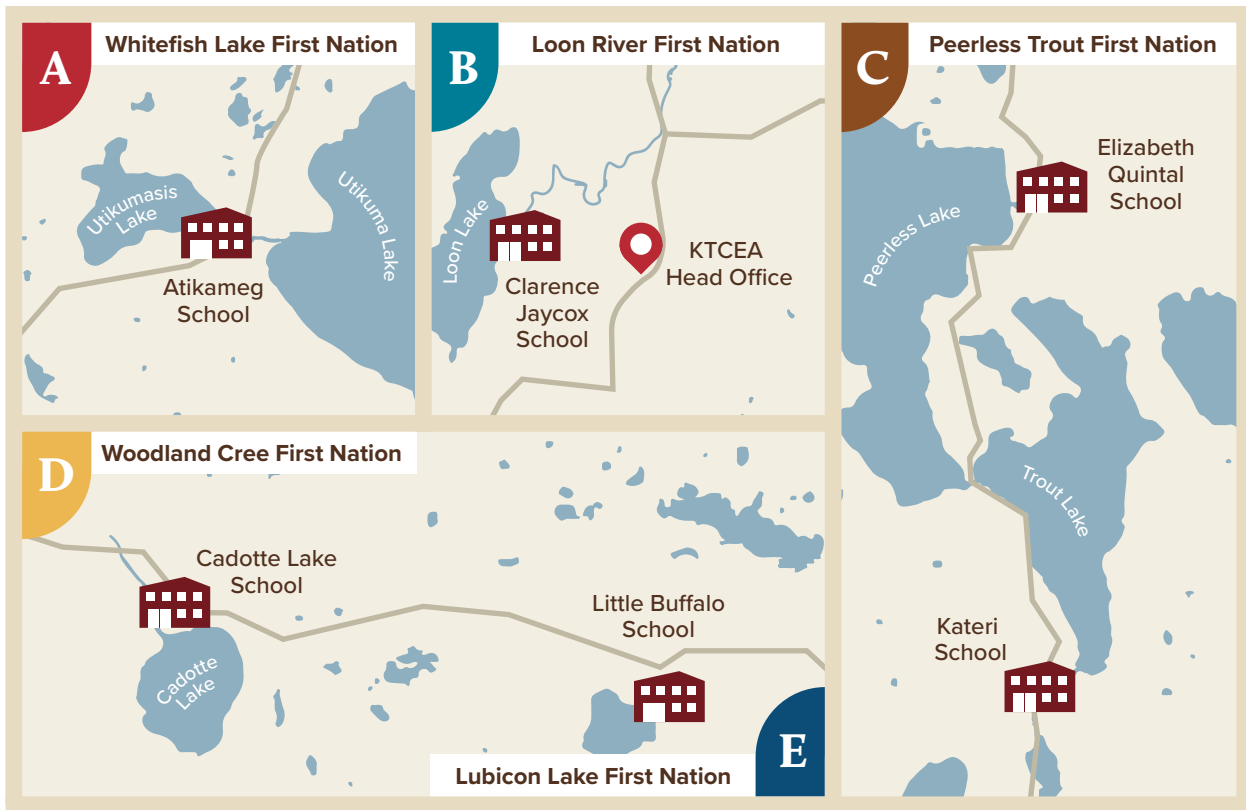 A
Whitefish Lake First Nation
Utikumasis
Lake
Utikuma Lake
Atikameg
School
B
Loon River First Nation
Loon Lake
Clarence
Jaycox
School
KTCEA
Head Office
C
Peerless Trout First Nation
Elizabeth
Quintal
School
Peerless Lake
Trout Lake
Kateri
School
D
Woodland Cree First Nation
Cadotte Lake
School
Cadotte
Lake
Little Buffalo
School
Lubicon Lake First Nation
E